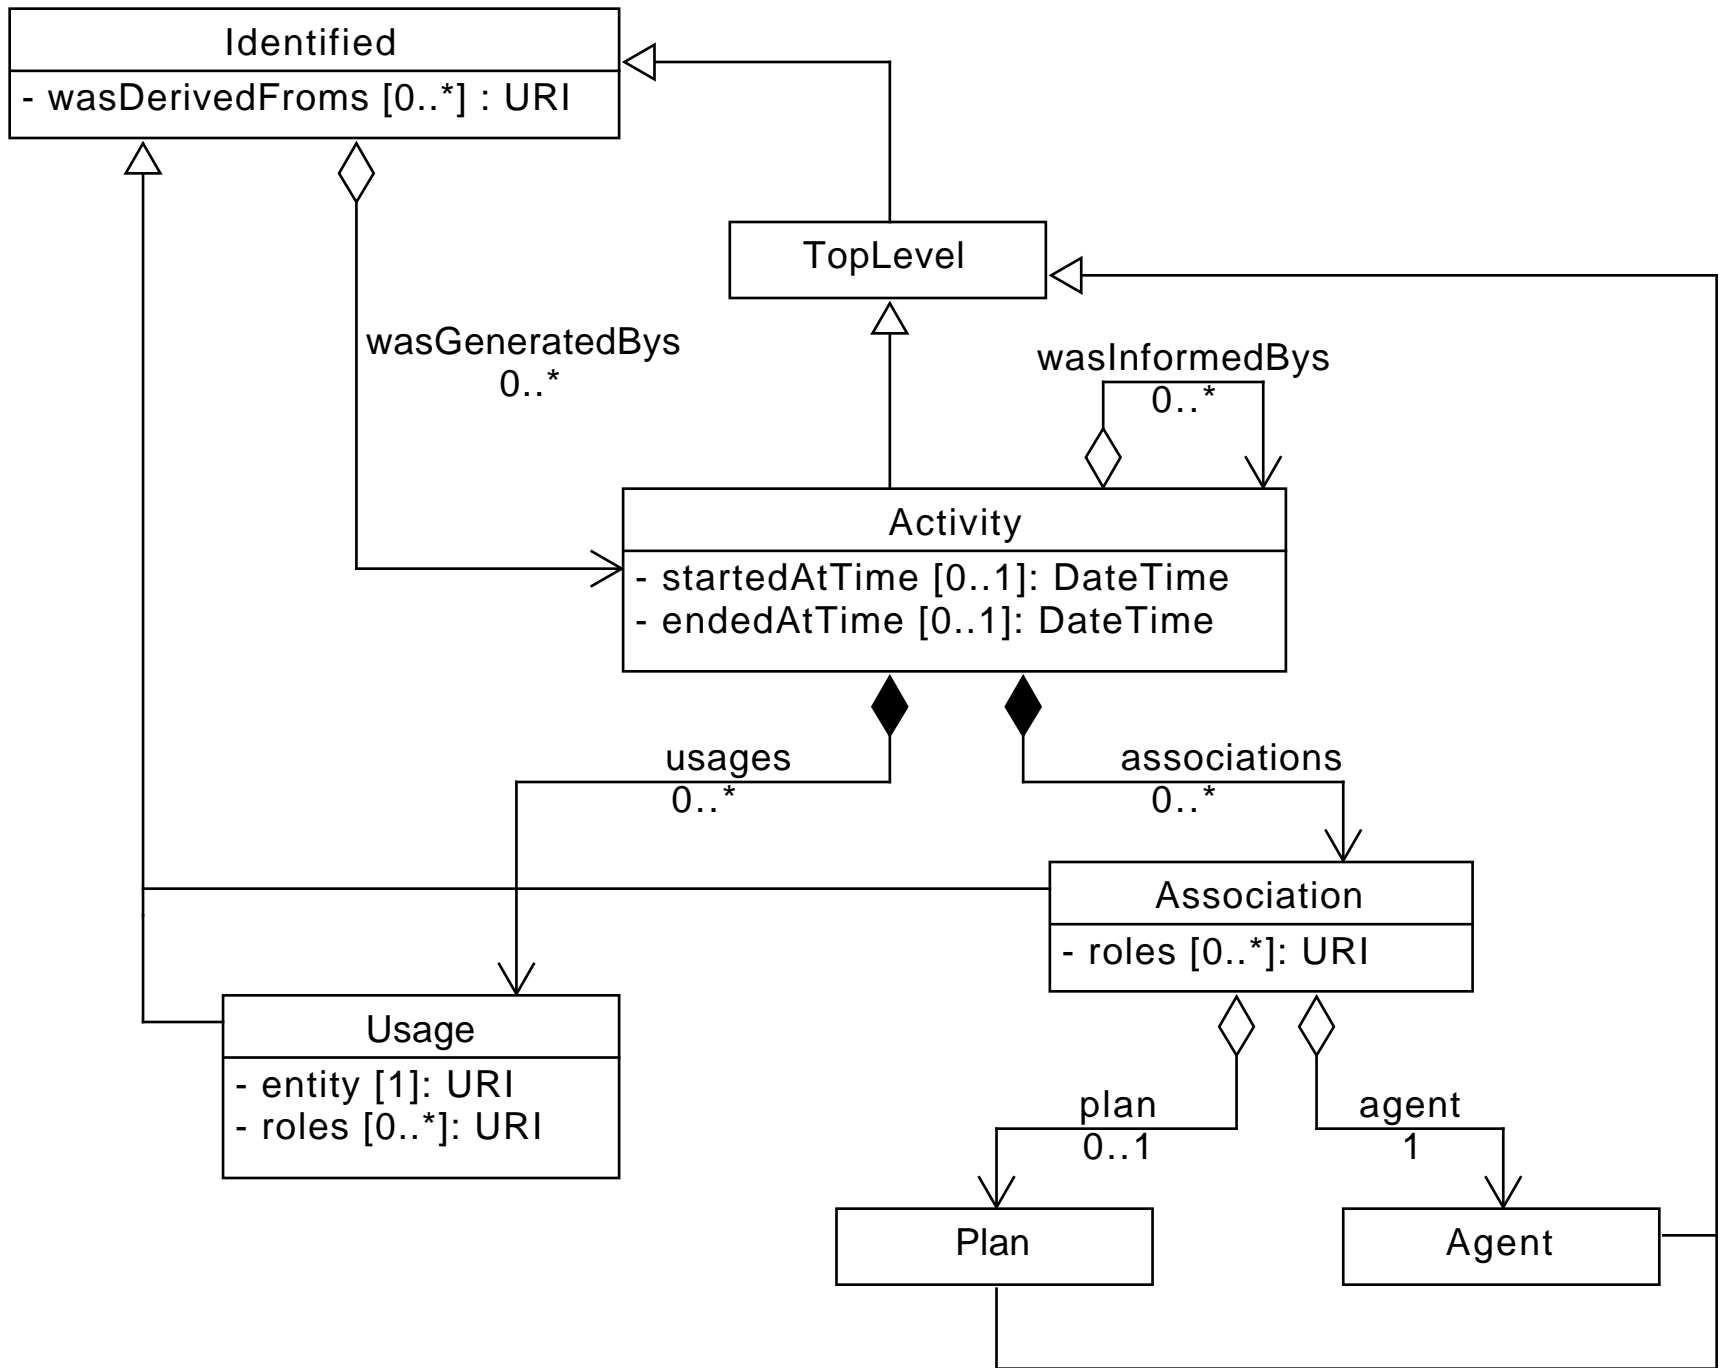 Identified
- wasDerivedFroms [0..*] : URI
TopLevel
wasGeneratedBys
0..*
wasInformedBys
0..*
Activity
- startedAtTime [0..1]: DateTime
- endedAtTime [0..1]: DateTime
usages
0..*
associations
0..*
Association
- roles [0..*]: URI
Usage
- entity [1]: URI
- roles [0..*]: URI
plan
0..1
agent
1
Plan
Agent